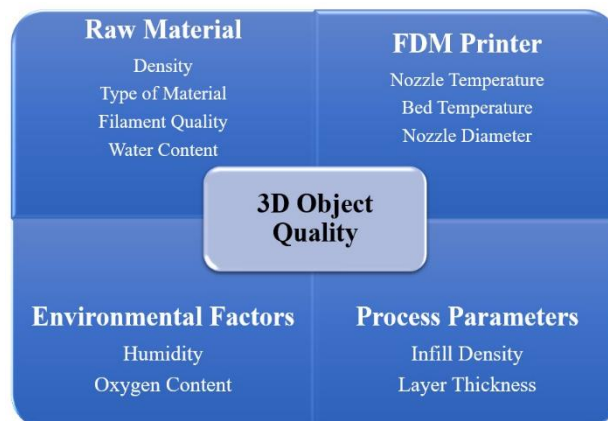 Raw Material
Density
Type of Material
Filament Quality
Water Content
FDM Printer
Nozzle Temperature
Bed Temperature
Nozzle Diameter
3D Object
Quality
Environmental Factors
Humidity
Oxygen Content
Process Parameters
Infill Density
Layer Thickness